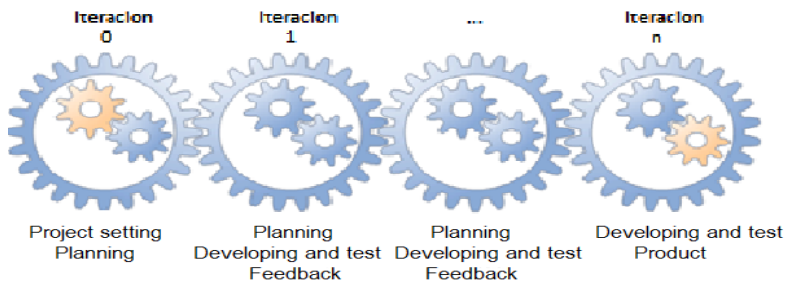 IteracIon
0
Project setting
Planning
IteracIon
1
Planning
Developing and test
Feedback
...
Planning
Developing and test
Feedback
IteracIon
n
Developing and test
Product